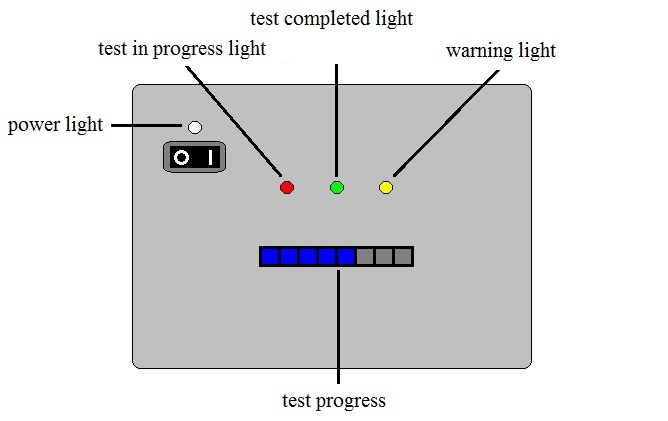 test completed light
test in progress light
warning light
power light
test progress